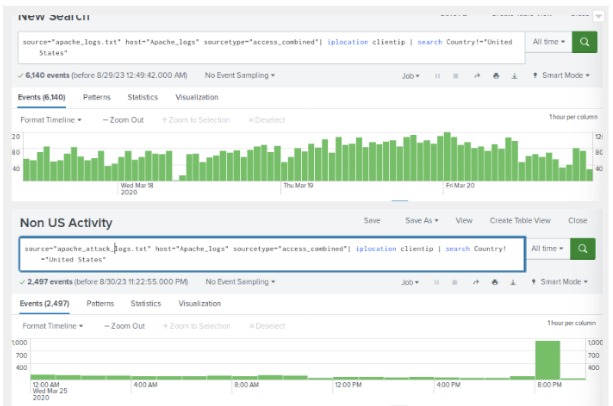 New Search
source="apache_logs.txt" host="Apache_logs" sourcetype="access_combined"| iplocation clientip | search Country!="United
States"
All time
6,140 events (before 8/29/23 12:49:42.000 AM) No Event Sampling Job Smart Mode
Events (6,140) Patterns Statistics Visualization
Format Timeline — Zoom Out + Zoom to Selection × Deselect 1 hour per column
80 80
40 40
Wed Mar 18 Thu Mar 19 Fri Mar 20
2020
Non US Activity Save Save As View Create Table View Close
source="apache_attack_logs.txt" host="Apache_logs" sourcetype="access_combined"| iplocation clientip | search Country!
="United States"
All time
2,497 events (before 8/30/23 11:22:55.000 PM) No Event Sampling Job Smart Mode
Events (2,497) Patterns Statistics Visualization
Format Timeline — Zoom Out + Zoom to Selection × Deselect 1 hour per column
1,000 1,000
700 700
400 400
12:00 AM 4:00 AM 8:00 AM 12:00 PM 4:00 PM 8:00 PM
Wed Mar 25
2020